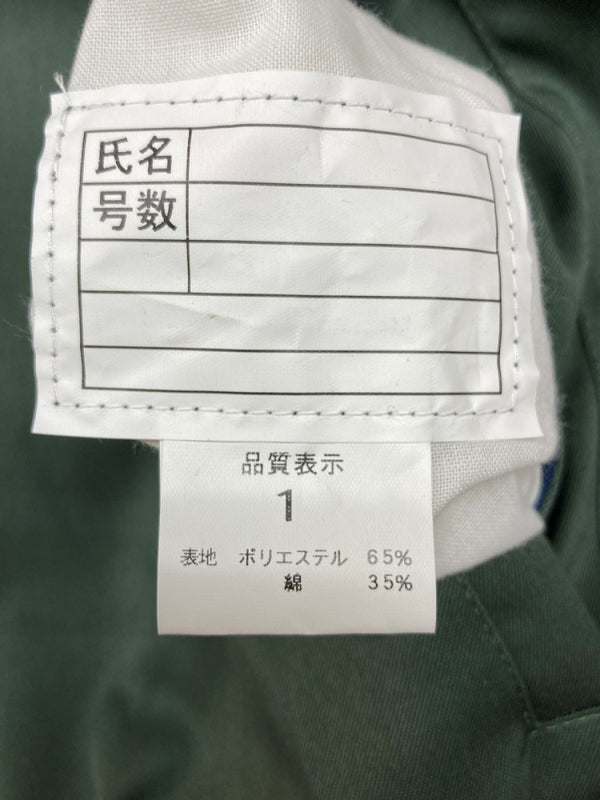 氏名
号数
品質表示
1
表地 ポリエステル 65%
綿 35%